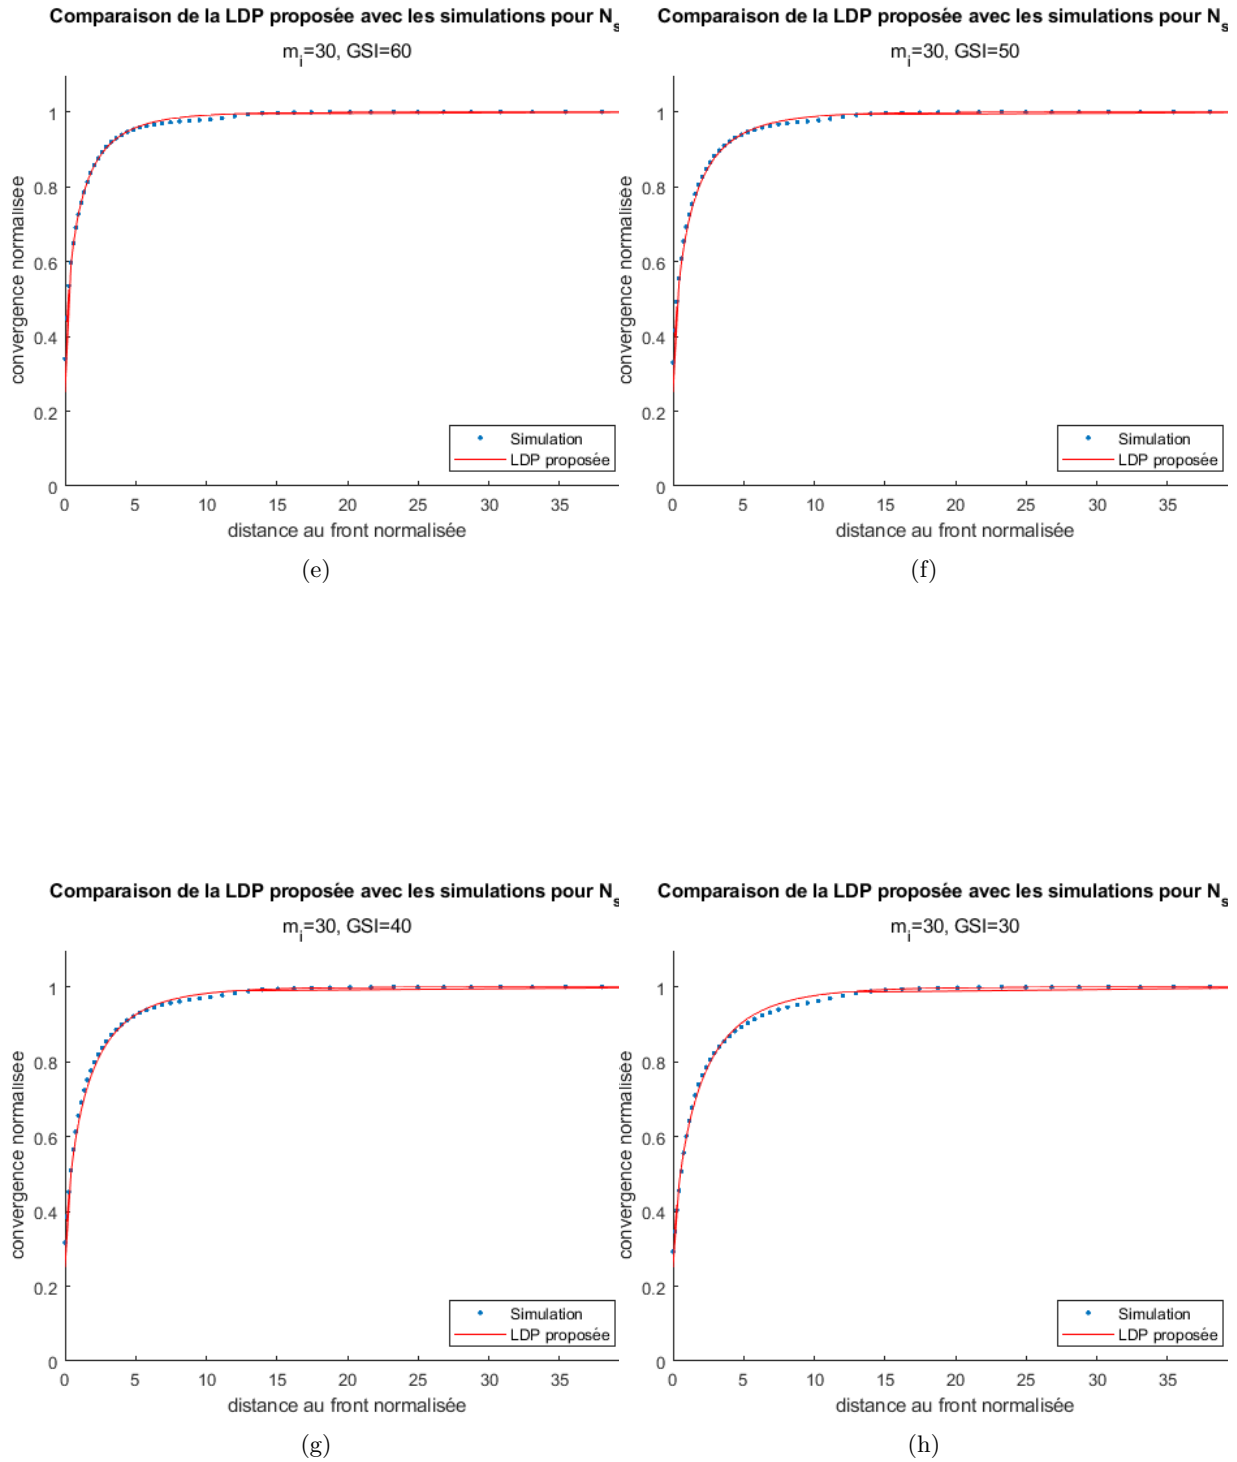 Comparaison de la LDP proposée avec les simulations pour N_s
m_i=30, GSI=60
1
0.8
0.6
0.4
0.2
0
convergence normalisée
Simulation
LDP proposée
0 5 10 15 20 25 30 35
distance au front normalisée
(e)
Comparaison de la LDP proposée avec les simulations pour N_s
m_i=30, GSI=50
1
0.8
0.6
0.4
0.2
0
convergence normalisée
Simulation
LDP proposée
0 5 10 15 20 25 30 35
distance au front normalisée
(f)
Comparaison de la LDP proposée avec les simulations pour N_s
m_i=30, GSI=40
1
0.8
0.6
0.4
0.2
0
convergence normalisée
Simulation
LDP proposée
0 5 10 15 20 25 30 35
distance au front normalisée
(g)
Comparaison de la LDP proposée avec les simulations pour N_s
m_i=30, GSI=30
1
0.8
0.6
0.4
0.2
0
convergence normalisée
Simulation
LDP proposée
0 5 10 15 20 25 30 35
distance au front normalisée
(h)